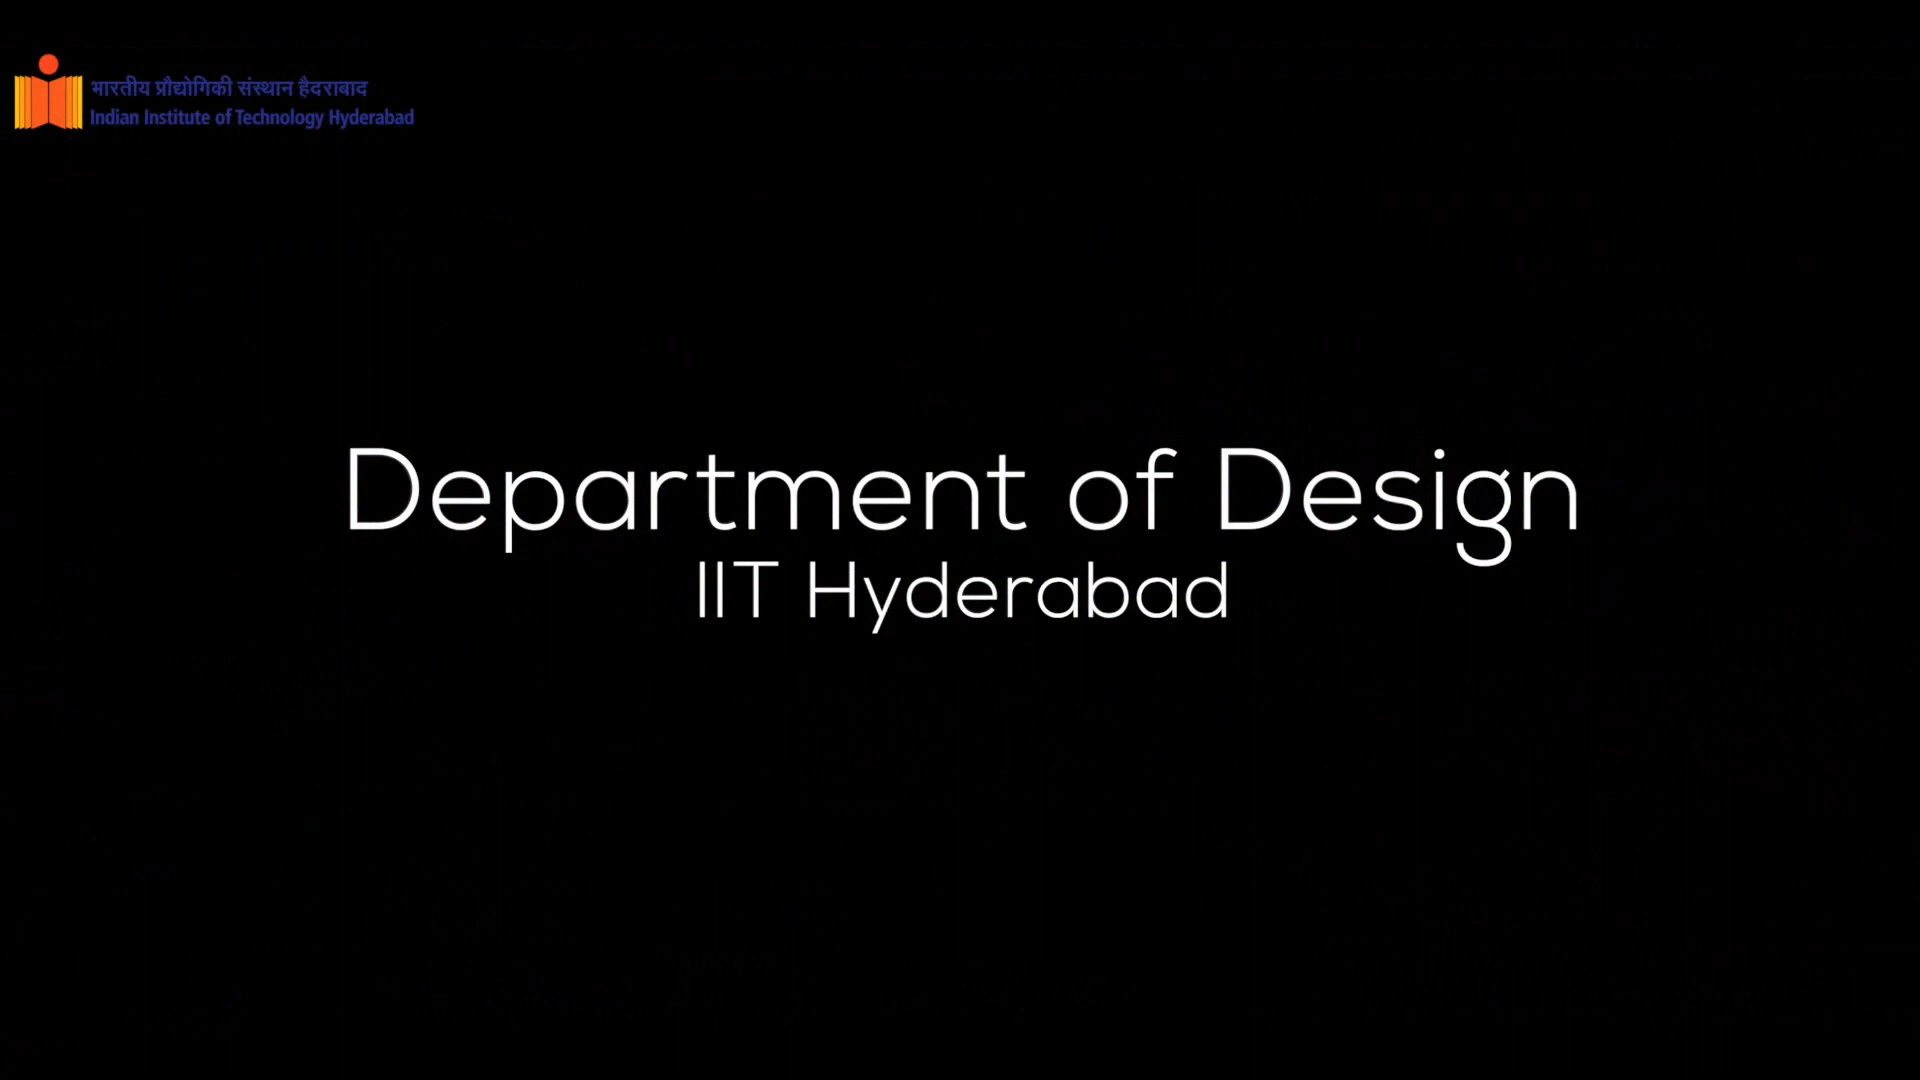 भारतीय प्रौद्योगिकी संस्थान हैदराबाद
Indian Institute of Technology Hyderabad
Department of Design
IIT Hyderabad